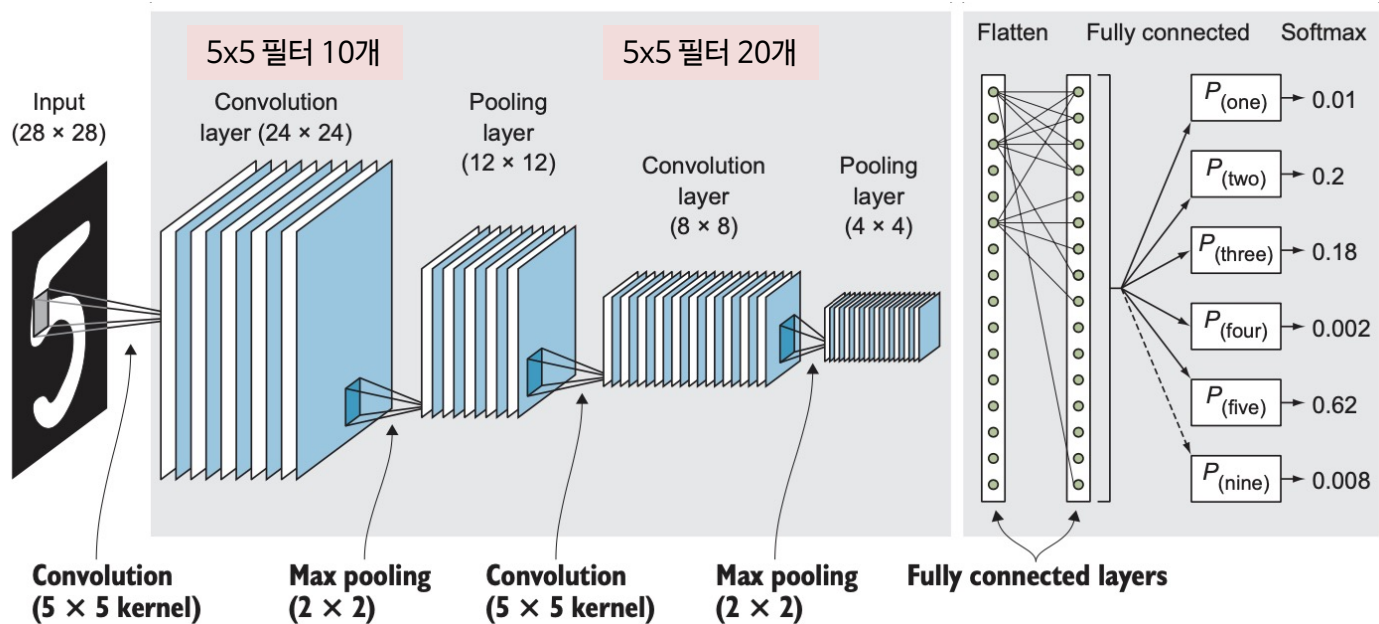 5x5 필터 10개
5x5 필터 20개
Flatten
Fully connected
Softmax
Input
(28 × 28)
Convolution
layer (24 × 24)
Pooling
layer
(12 × 12)
Convolution
layer
(8 × 8)
Pooling
layer
(4 × 4)
P(one)
0.01
P(two)
0.2
P(three)
0.18
P(four)
0.002
P(five)
0.62
P(nine)
0.008
Convolution
(5 × 5 kernel)
Max pooling
(2 × 2)
Convolution
(5 × 5 kernel)
Max pooling
(2 × 2)
Fully connected layers